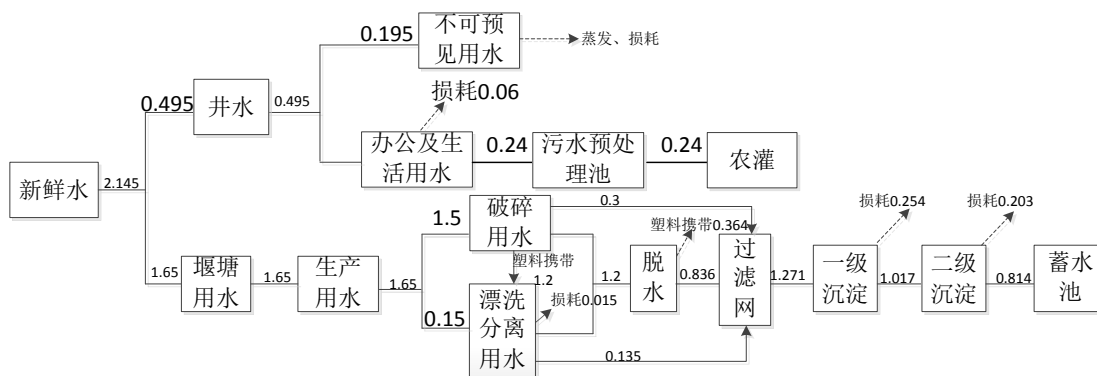 0.195
不可预
见用水
蒸发、损耗
损耗0.06
0.495
井水
0.495
办公及生
活用水
0.24
污水预处
理池
0.24
农灌
新鲜水
2.145
1.5
破碎
用水
0.3
塑料携带0.364
损耗0.254
损耗0.203
1.65
堰塘
用水
1.65
生产
用水
1.65
塑料携带
1.2
1.2
脱
水
0.836
过
滤
网
1.271
一级
沉淀
1.017
二级
沉淀
0.814
蓄水
池
0.15
漂洗
分离
用水
损耗0.015
0.135